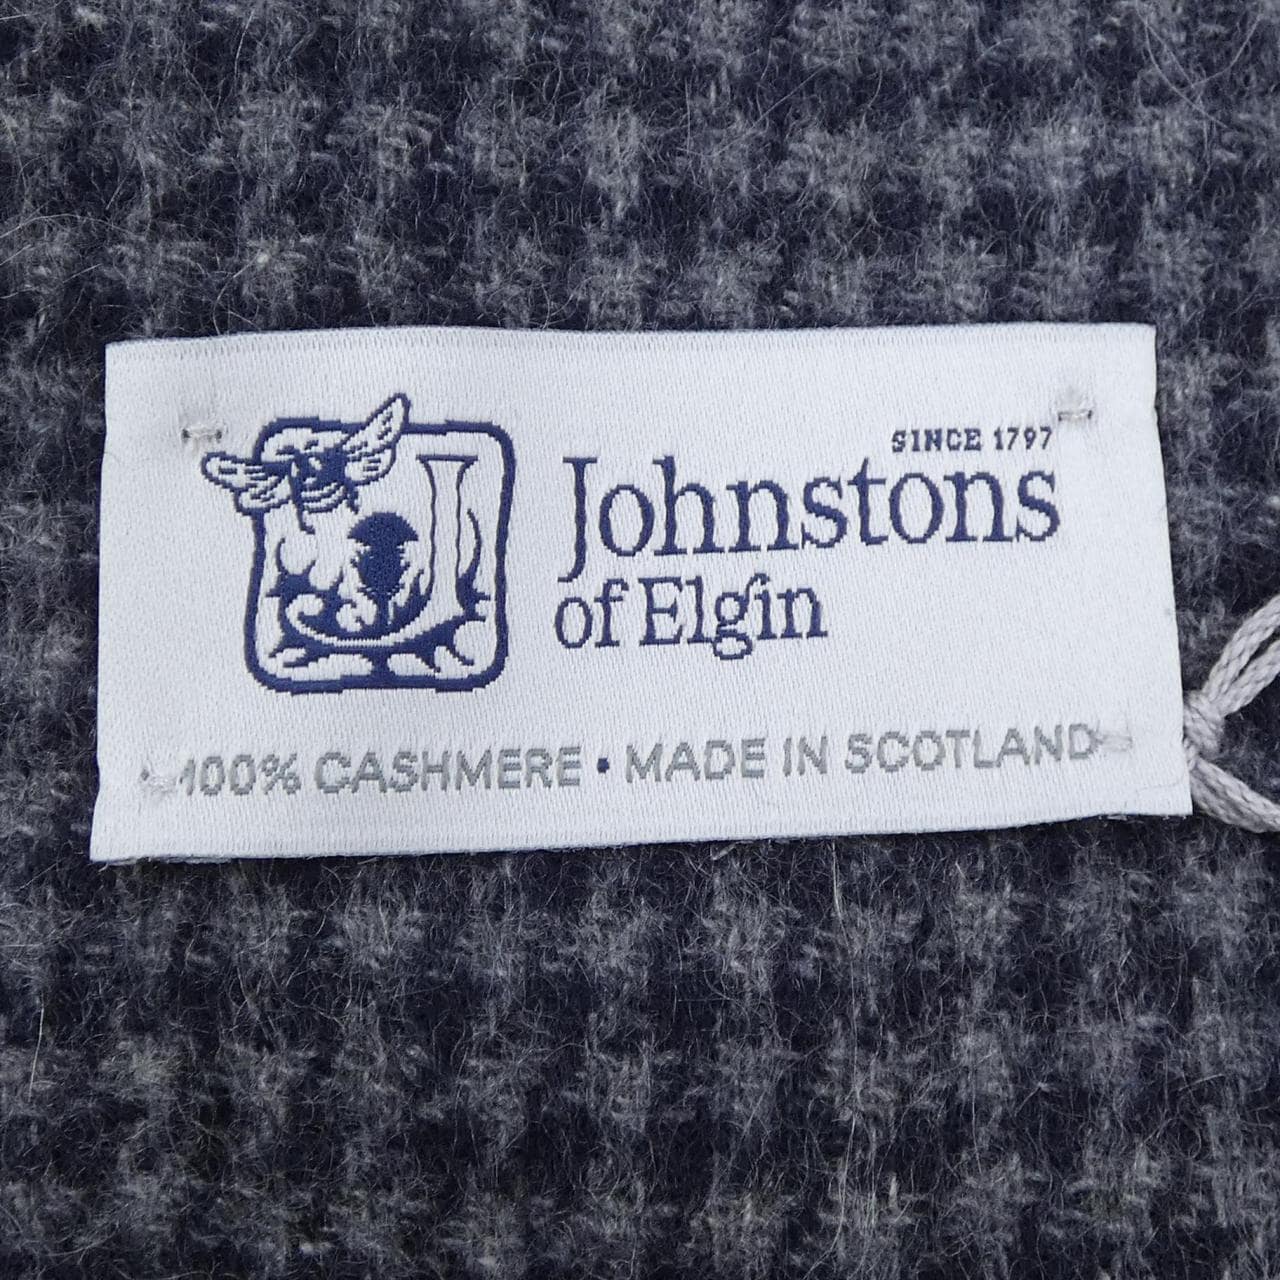 SINCE 1797
Johnstons
of Elgin
100% CASHMERE • MADE IN SCOTLAND